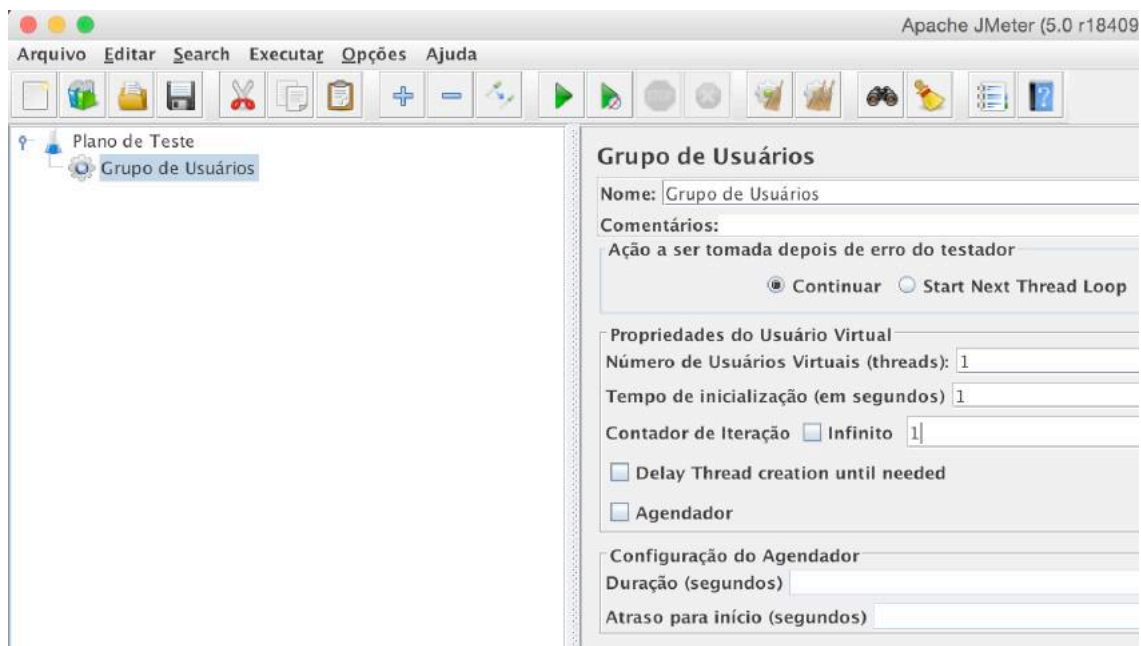 Apache JMeter (5.0 r18409
Arquivo Editar Search Executar Opções Ajuda
Plano de Teste
Grupo de Usuários
Grupo de Usuários
Nome: Grupo de Usuários
Comentários:
Ação a ser tomada depois de erro do testador
Continuar Start Next Thread Loop
Propriedades do Usuário Virtual
Número de Usuários Virtuais (threads): 1
Tempo de inicialização (em segundos) 1
Contador de Iteração Infinito 1
Delay Thread creation until needed
Agendador
Configuração do Agendador
Duração (segundos)
Atraso para início (segundos)